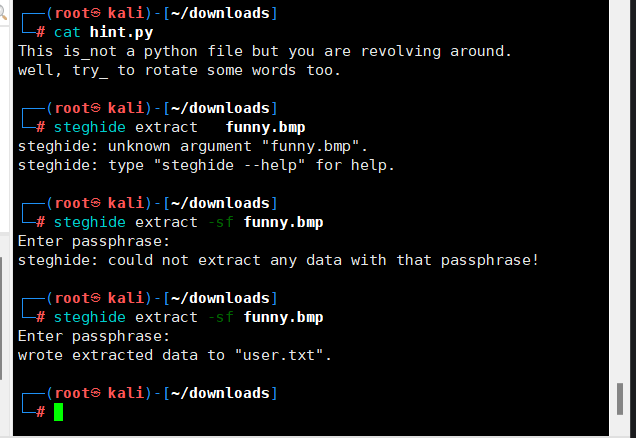 ┌──(root㉿ kali)-[~/downloads]
└─# cat hint.py
This is_not a python file but you are revolving around.
well, try_ to rotate some words too.
┌──(root㉿ kali)-[~/downloads]
└─# steghide extract   funny.bmp
steghide: unknown argument "funny.bmp".
steghide: type "steghide --help" for help.
┌──(root㉿ kali)-[~/downloads]
└─# steghide extract -sf funny.bmp
Enter passphrase:
steghide: could not extract any data with that passphrase!
┌──(root㉿ kali)-[~/downloads]
└─# steghide extract -sf funny.bmp
Enter passphrase:
wrote extracted data to "user.txt".
┌──(root㉿ kali)-[~/downloads]
└─#